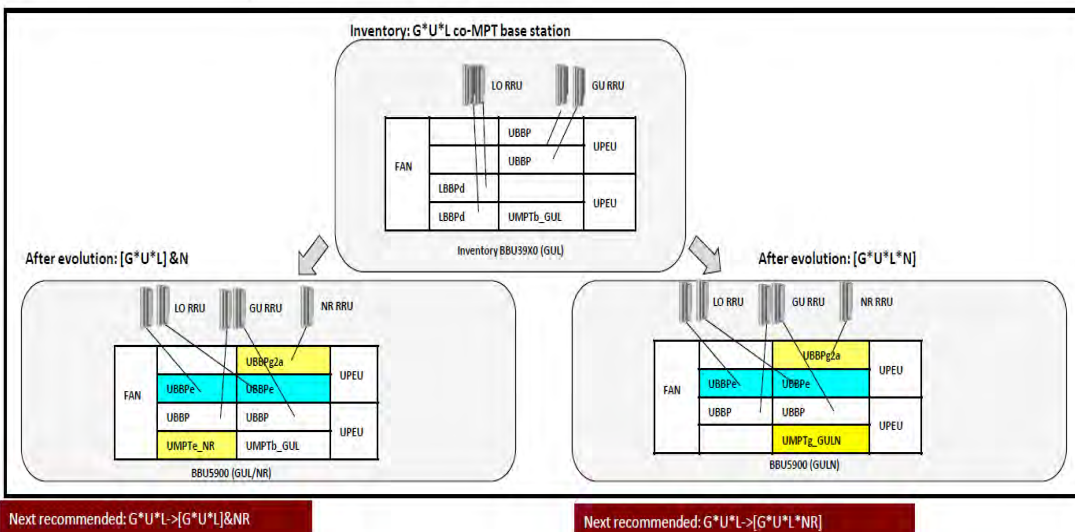 Inventory: G*U*L co-MPT base station
LO RRU
GU RRU
FAN
UBBP
UPEU
UBBP
LBBPd
UPEU
LBBPd
UMPTb_GUL
Inventory BBU39X0 (GUL)
After evolution: [G*U*L] &N
LO RRU
GU RRU
NR RRU
FAN
UBBPg2a
UPEU
UBBPe
UBBPe
UBBP
UBBP
UPEU
UMPTe_NR
UMPTb_GUL
BBU5900 (GUL/NR)
Next recommended: G*U*L->[G*U*L]&NR
After evolution: [G*U*L*N]
LO RRU
GU RRU
NR RRU
FAN
UBBPg2a
UPEU
UBBPe
UBBPe
UBBP
UBBP
UPEU
UMPTg_GULN
BBU5900 (GULN)
Next recommended: G*U*L->[G*U*L*NR]